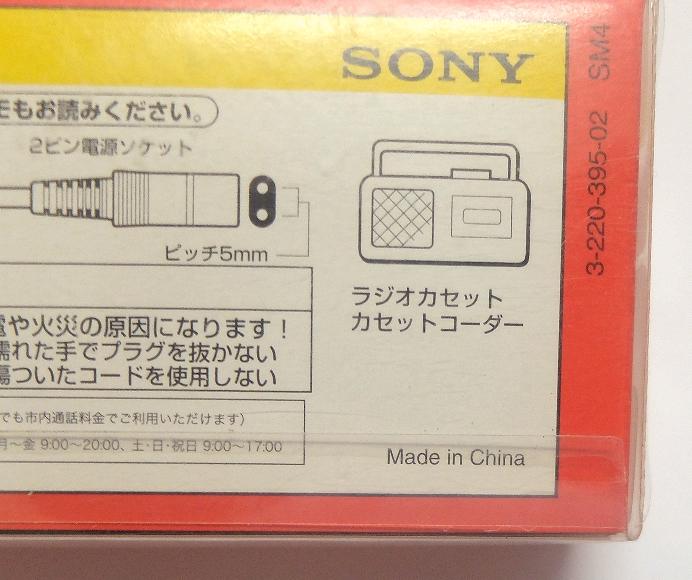 SONY
モもお読みください。
2ピン電源ソケット
ピッチ5mm
ラジオカセット
カセットコーダー
電や火災の原因になります!
濡れた手でプラグを抜かない
傷ついたコードを使用しない
でも市内通話料金でご利用いただけます)
月〜金 9:00〜20:00、土・日・祝日 9:00〜17:00
Made in China
3-220-395-02 SM4